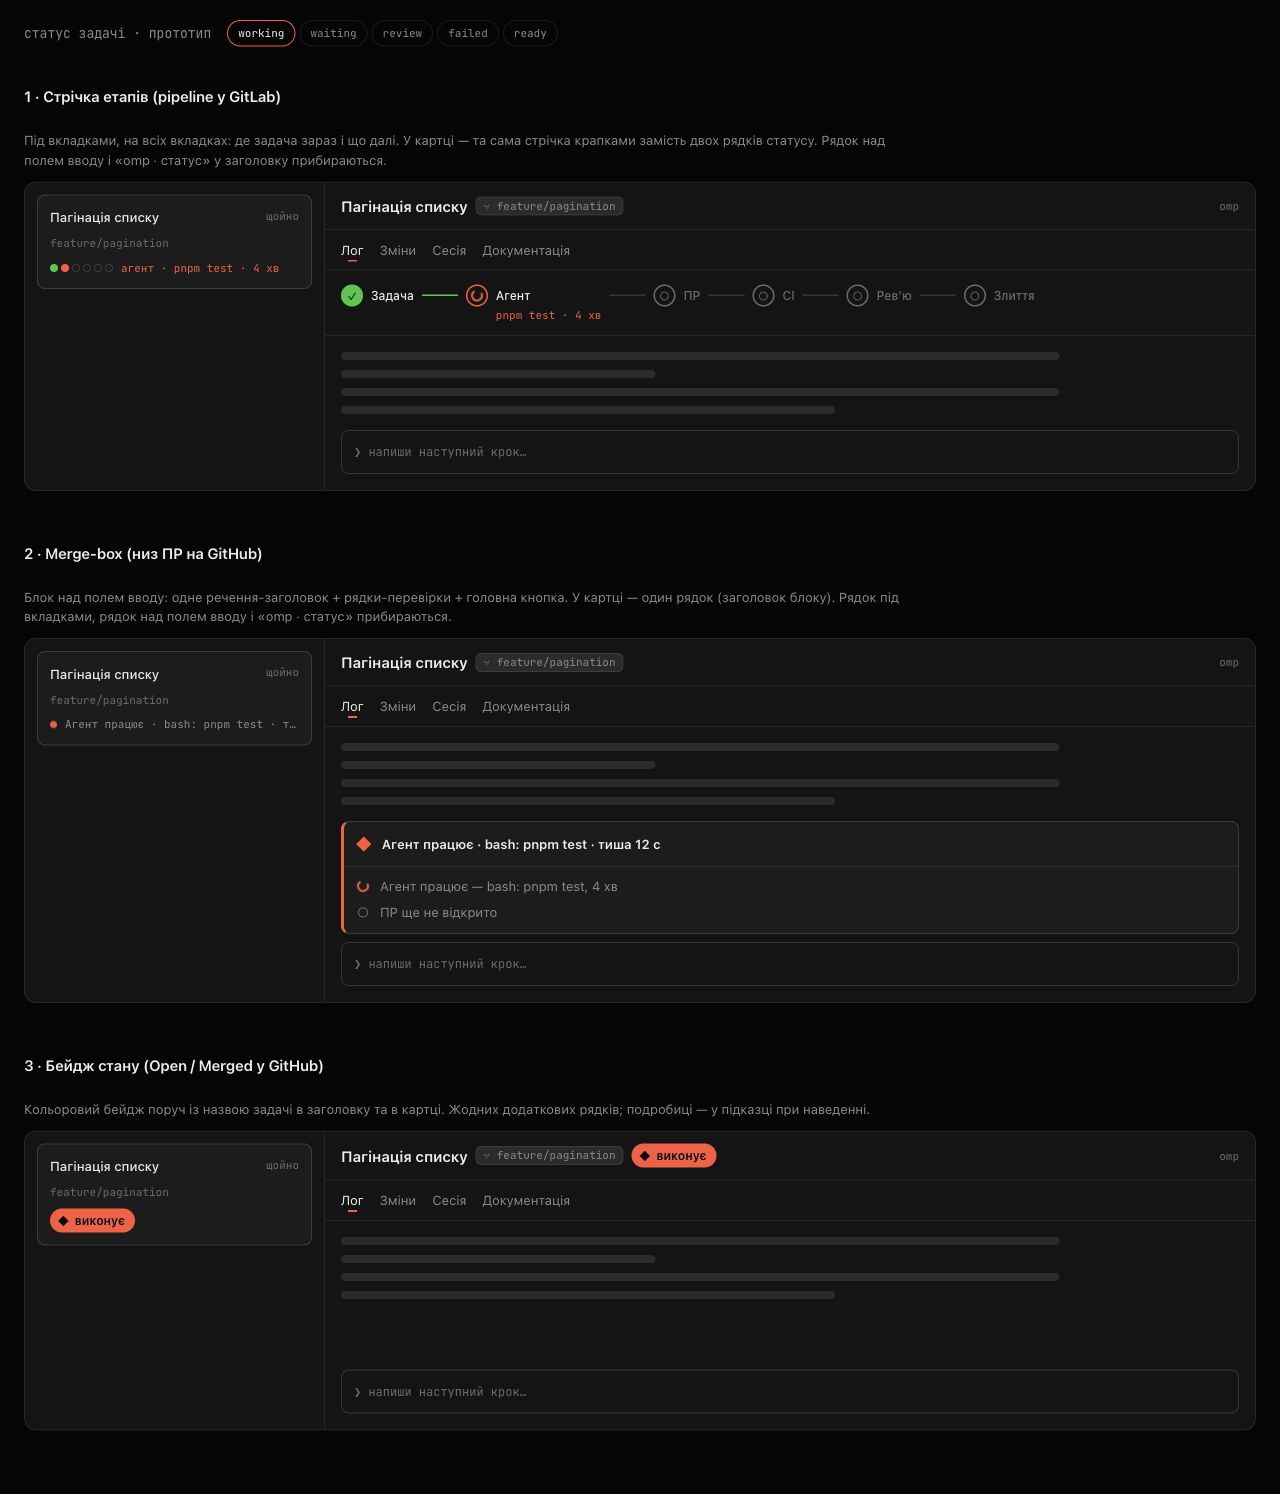 статус задачі · прототип working waiting review failed ready
1 · Стрічка етапів (pipeline у GitLab)
Під вкладками, на всіх вкладках: де задача зараз і що далі. У картці — та сама стрічка крапками замість двох рядків статусу. Рядок над
полем вводу і «omp · статус» у заголовку прибираються.
Пагінація списку щойно
feature/pagination
агент · pnpm test · 4 хв
Пагінація списку feature/pagination omp
Лог Зміни Сесія Документація
Задача Агент ПР CI Рев’ю Злиття
pnpm test · 4 хв
❯ напиши наступний крок…
2 · Merge-box (низ ПР на GitHub)
Блок над полем вводу: одне речення-заголовок + рядки-перевірки + головна кнопка. У картці — один рядок (заголовок блоку). Рядок під
вкладками, рядок над полем вводу і «omp · статус» прибираються.
Пагінація списку щойно
feature/pagination
Агент працює · bash: pnpm test · т…
Пагінація списку feature/pagination omp
Лог Зміни Сесія Документація
Агент працює · bash: pnpm test · тиша 12 с
Агент працює — bash: pnpm test, 4 хв
ПР ще не відкрито
❯ напиши наступний крок…
3 · Бейдж стану (Open / Merged у GitHub)
Кольоровий бейдж поруч із назвою задачі в заголовку та в картці. Жодних додаткових рядків; подробиці — у підказці при наведенні.
Пагінація списку щойно
feature/pagination
◆ виконує
Пагінація списку feature/pagination ◆ виконує omp
Лог Зміни Сесія Документація
❯ напиши наступний крок…